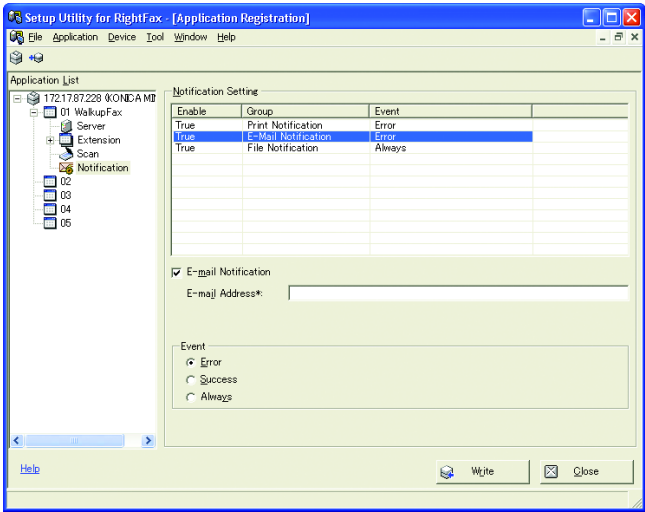 Setup Utility for RightFax - [Application Registration]
File Application Device Tool Window Help
Application List
172.17.87.228 (KONICA MIN
01 WalkupFax
Server
Extension
Scan
Notification
02
03
04
05
Notification Setting
Enable Group Event
True Print Notification Error
True E-Mail Notification Error
True File Notification Always
E-mail Notification
E-mail Address*:
Event
Error
Success
Always
Help
Write
Close